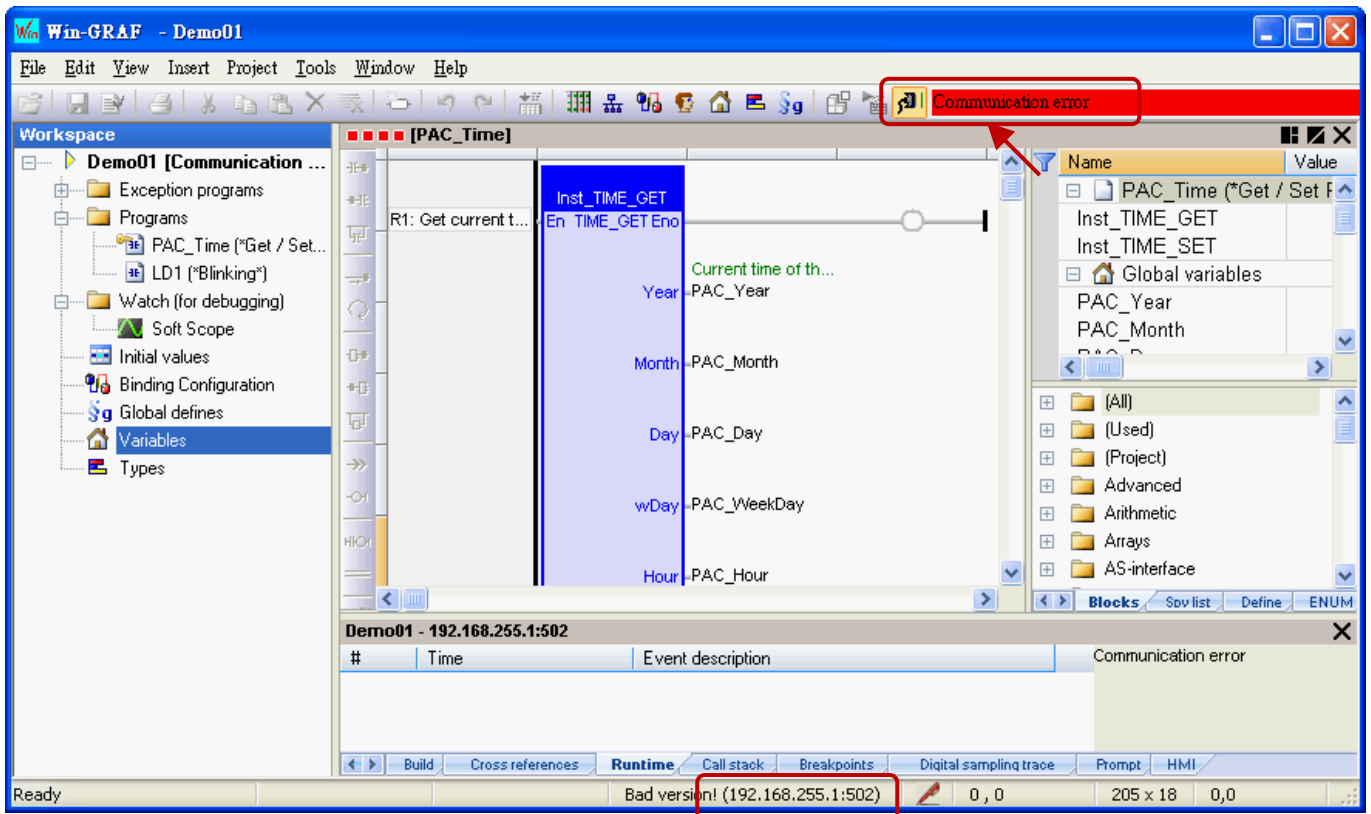 Win-GRAF - Demo01
File Edit View Insert Project Tools Window Help
Communication error
Workspace
Demo01 [Communication ...
Exception programs
Programs
PAC_Time (*Get / Set...
LD1 (*Blinking*)
Watch (for debugging)
Soft Scope
Initial values
Binding Configuration
Global defines
Variables
Types
[PAC_Time]
R1: Get current t...
Inst_TIME_GET
En TIME_GET Eno
Current time of th...
Year PAC_Year
Month PAC_Month
Day PAC_Day
wDay PAC_WeekDay
Hour PAC_Hour
Name Value
PAC_Time (*Get / Set
Inst_TIME_GET
Inst_TIME_SET
Global variables
PAC_Year
PAC_Month
(All)
(Used)
(Project)
Advanced
Arithmetic
Arrays
AS-interface
Blocks Spy list Define ENUM
Demo01 - 192.168.255.1:502
# Time Event description
Communication error
Build Cross references Runtime Call stack Breakpoints Digital sampling trace Prompt HMI
Ready Bad version! (192.168.255.1:502) 0 , 0 205 x 18 0,0